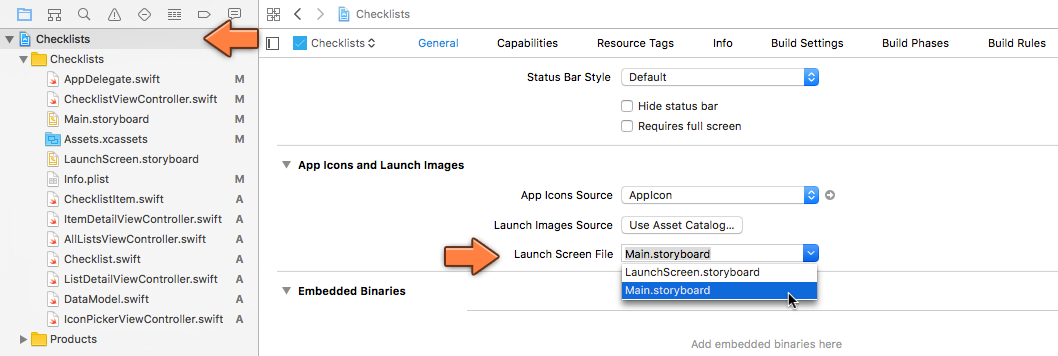 Checklists
Checklists
AppDelegate.swift M
ChecklistViewController.swift M
Main.storyboard M
Assets.xcassets M
LaunchScreen.storyboard
Info.plist M
ChecklistItem.swift A
ItemDetailViewController.swift A
AllListsViewController.swift A
Checklist.swift A
ListDetailViewController.swift A
DataModel.swift A
IconPickerViewController.swift A
Products
Checklists
Checklists General Capabilities Resource Tags Info Build Settings Build Phases Build Rules
Status Bar Style Default
Hide status bar
Requires full screen
App Icons and Launch Images
App Icons Source AppIcon
Launch Images Source Use Asset Catalog...
Launch Screen File Main.storyboard
LaunchScreen.storyboard
Main.storyboard
Embedded Binaries
Add embedded binaries here